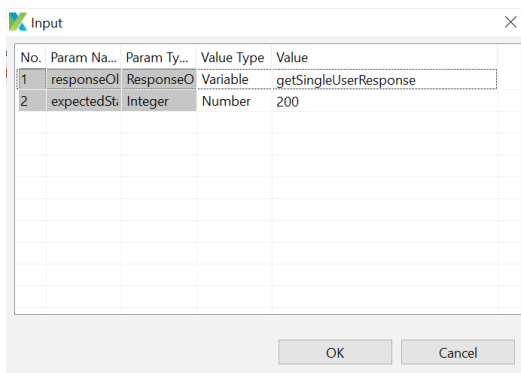 Input
No. Param Na... Param Ty... Value Type Value
1 responseOl ResponseO Variable getSingleUserResponse
2 expectedSta Integer Number 200
OK Cancel